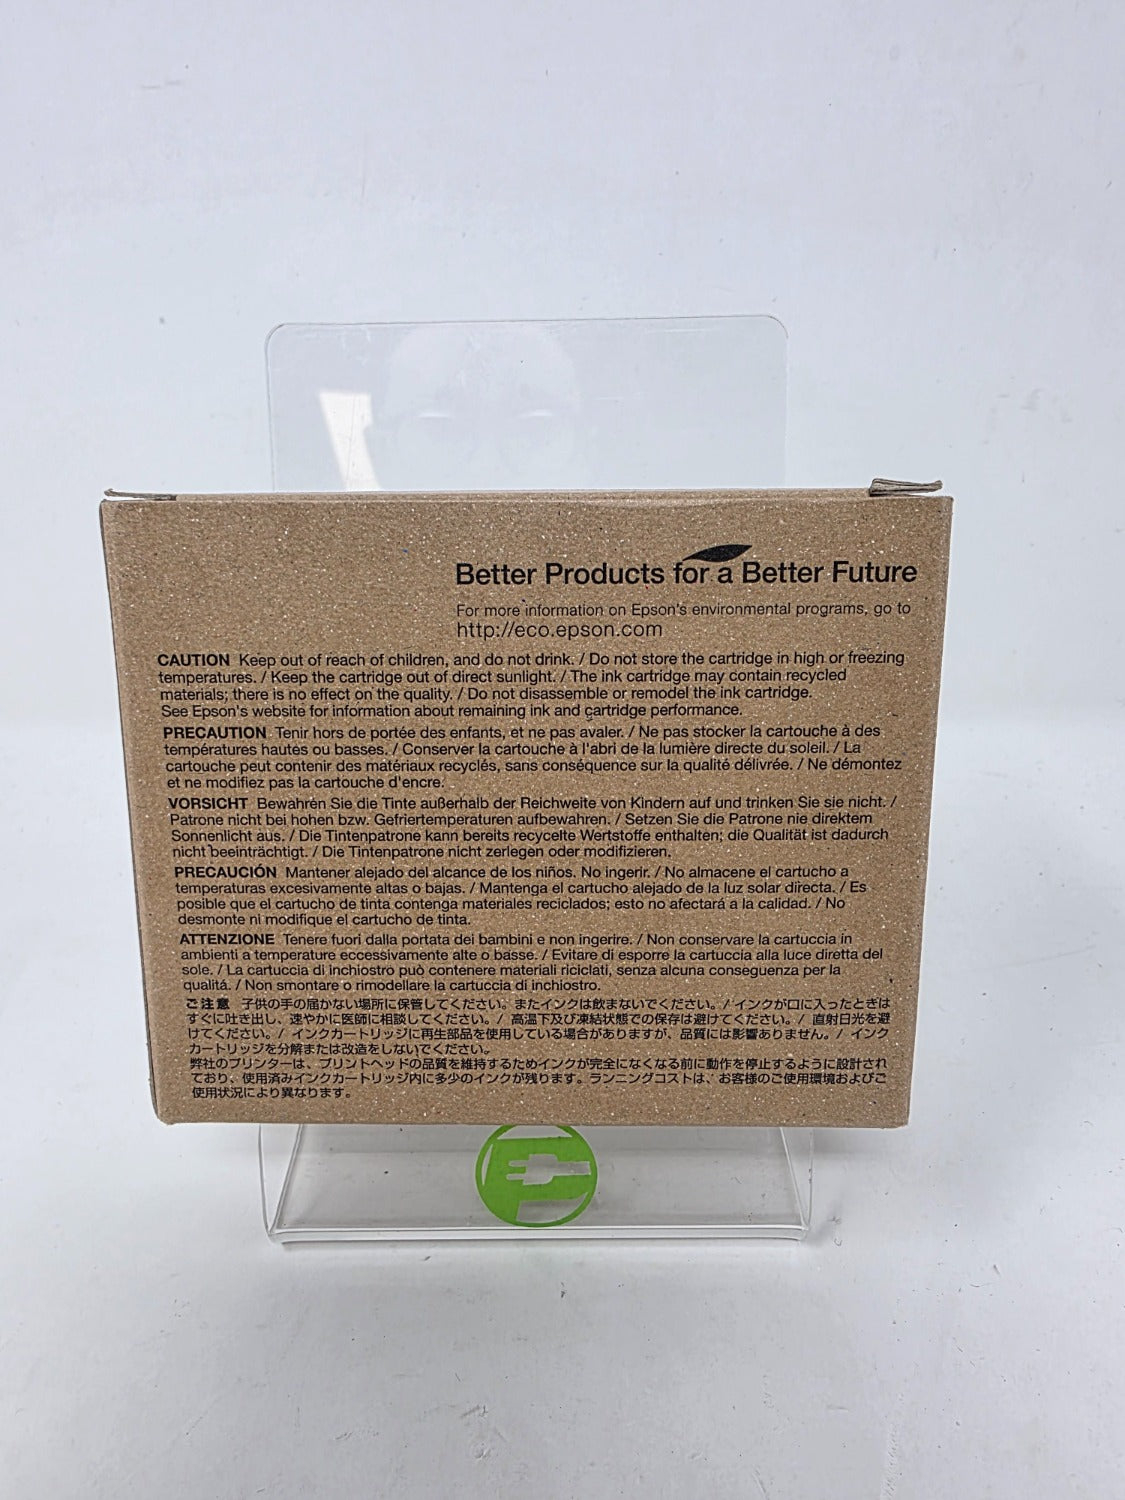 Better Products for a Better Future
For more information on Epson's environmental programs, go to
http://eco.epson.com
CAUTION Keep out of reach of children, and do not drink. / Do not store the cartridge in high or freezing
temperatures. / Keep the cartridge out of direct sunlight. / The ink cartridge may contain recycled
materials; there is no effect on the quality. / Do not disassemble or remodel the ink cartridge.
See Epson's website for information about remaining ink and cartridge performance.
PRECAUTION Tenir hors de portée des enfants, et ne pas avaler. / Ne pas stocker la cartouche à des
températures hautes ou basses. / Conserver la cartouche à l'abri de la lumière directe du soleil. / La
cartouche peut contenir des matériaux recyclés, sans conséquence sur la qualité délivrée. / Ne démontez
et ne modifiez pas la cartouche d'encre.
VORSICHT Bewahren Sie die Tinte außerhalb der Reichweite von Kindern auf und trinken Sie sie nicht. /
Patrone nicht bei hohen bzw. Gefriertemperaturen aufbewahren. / Setzen Sie die Patrone nie direktem
Sonnenlicht aus. / Die Tintenpatrone kann bereits recycelte Wertstoffe enthalten; die Qualität ist dadurch
nicht beeinträchtigt. / Die Tintenpatrone nicht zerlegen oder modifizieren.
PRECAUCIÓN Mantener alejado del alcance de los niños. No ingerir. / No almacene el cartucho a
temperaturas excesivamente altas o bajas. / Mantenga el cartucho alejado de la luz solar directa. / Es
posible que el cartucho de tinta contenga materiales reciclados; esto no afectará a la calidad. / No
desmonte ni modifique el cartucho de tinta.
ATTENZIONE Tenere fuori dalla portata dei bambini e non ingerire. / Non conservare la cartuccia in
ambienti a temperature eccessivamente alte o basse. / Evitare di esporre la cartuccia alla luce diretta del
sole. / La cartuccia di inchiostro può contenere materiali riciclati, senza alcuna conseguenza per la
qualitá. / Non smontare o rimodellare la cartuccia di inchiostro.
ご注意 子供の手の届かない場所に保管してください。またインクは飲まないでください。/ インクが口に入ったときは
すぐに吐き出し、速やかに医師に相談してください。/ 高温下及び凍結状態での保存は避けてください。/ 直射日光を避
けてください。/ インクカートリッジに再生部品を使用している場合がありますが、品質には影響ありません。/ インク
カートリッジを分解または改造をしないでください。
弊社のプリンターは、プリントヘッドの品質を維持するためインクが完全になくなる前に動作を停止するように設計され
ており、使用済みインクカートリッジ内に多少のインクが残ります。ランニングコストは、お客様のご使用環境およびご
使用状況により異なります。